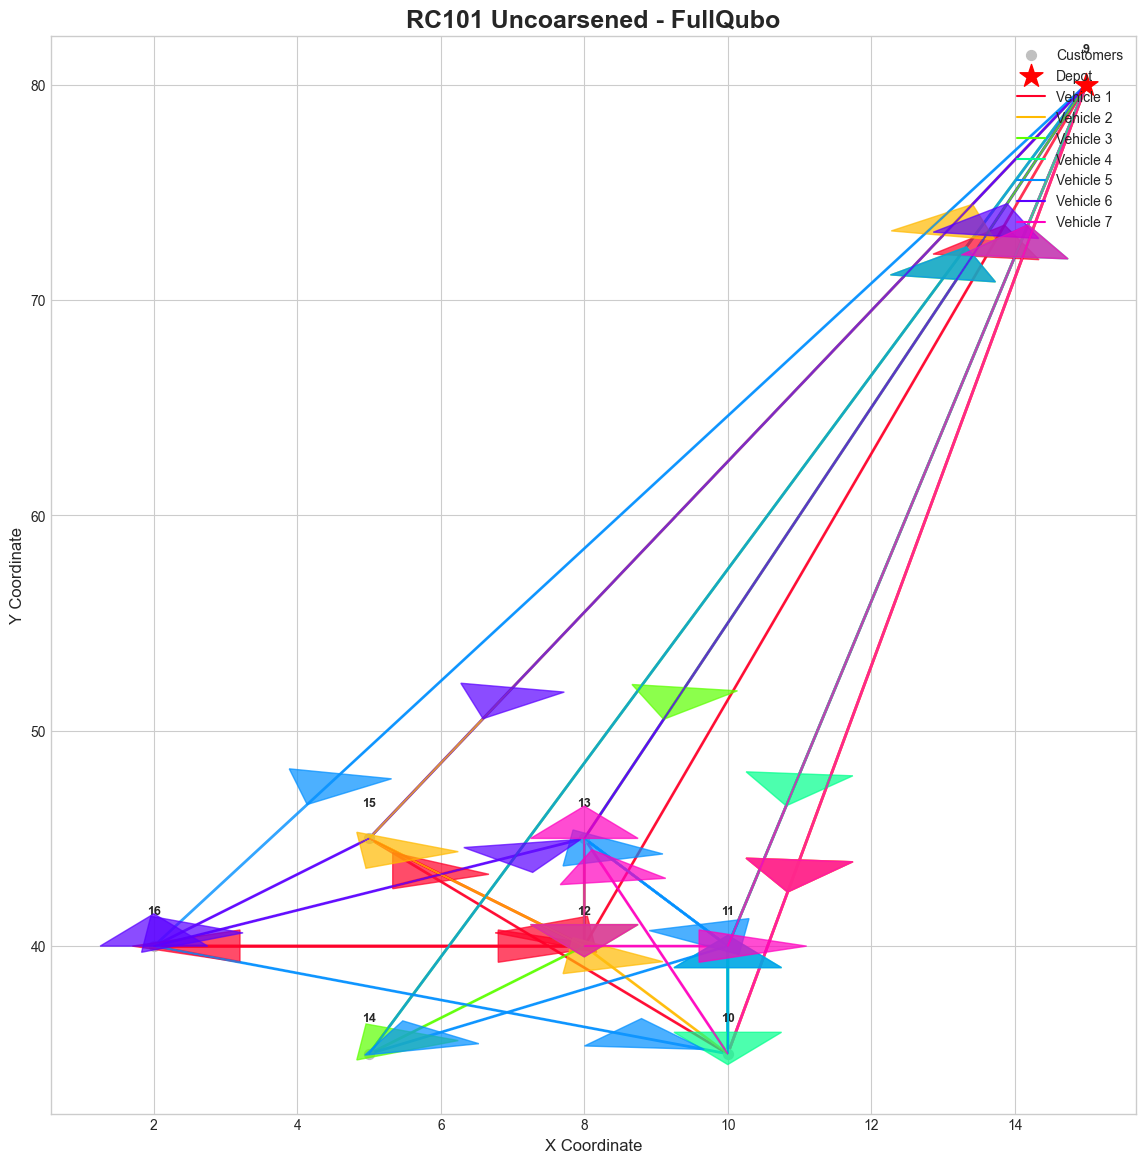 RC101 Uncoarsened - FullQubo
9
Customers
Depot
Vehicle 1
Vehicle 2
Vehicle 3
Vehicle 4
Vehicle 5
Vehicle 6
Vehicle 7
80
70
60
50
40
15
13
16
12
11
14
10
2
4
6
8
10
12
14
Y Coordinate
X Coordinate